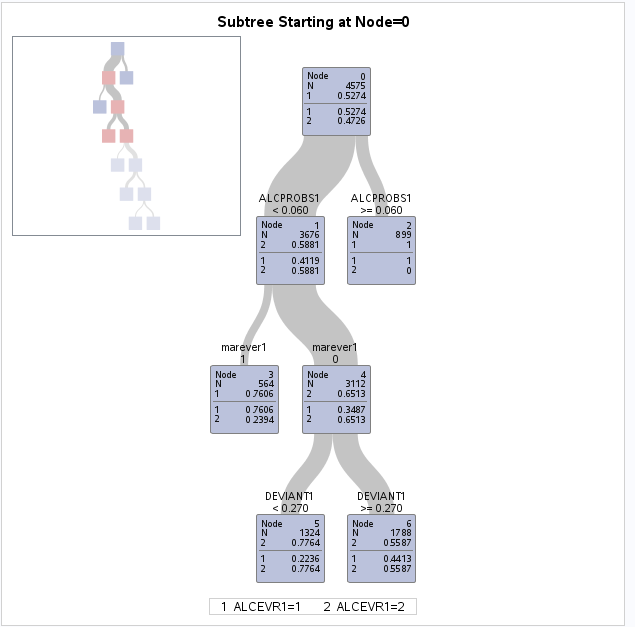 Subtree Starting at Node=0
Node 0
N 4575
1 0.5274
1 0.5274
2 0.4726
ALCPROBS1 ALCPROBS1
< 0.060 >= 0.060
Node 1
N 3676
2 0.5881
1 0.4119
2 0.5881
Node 2
N 899
1 1
1 1
2 0
marever1 marever1
1 0
Node 3
N 564
1 0.7606
1 0.7606
2 0.2394
Node 4
N 3112
2 0.6513
1 0.3487
2 0.6513
DEVIANT1 DEVIANT1
< 0.270 >= 0.270
Node 5
N 1324
2 0.7764
1 0.2236
2 0.7764
Node 6
N 1788
2 0.5587
1 0.4413
2 0.5587
1 ALCEVR1=1 2 ALCEVR1=2